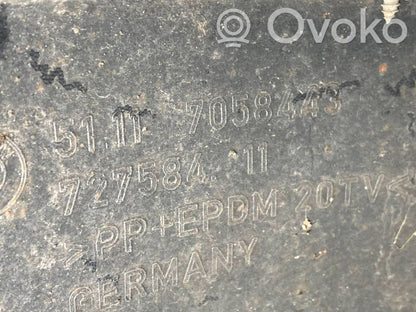 Ovoko
51.11 7058443
727584. 11
>PP+EPDM 20TV<
GERMANY